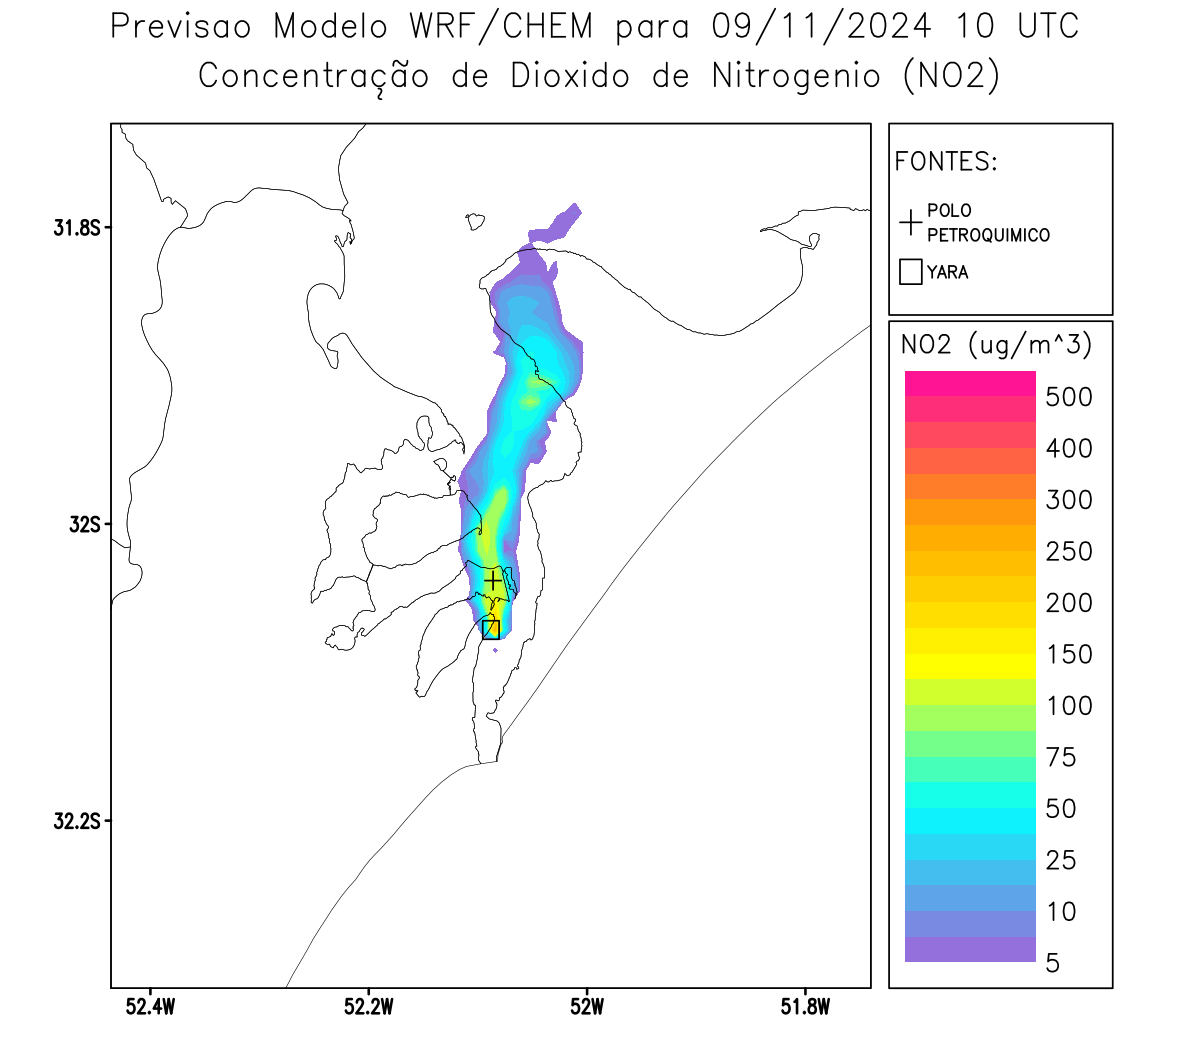 Previsao Modelo WRF/CHEM para 09/11/2024 10 UTC
Concentração de Dioxido de Nitrogenio (NO2)
FONTES:
POLO
PETROQUIMICO
YARA
NO2 (ug/m^3)
500
400
300
250
200
150
100
75
50
25
10
5
31.8S
32S
32.2S
52.4W
52.2W
52W
51.8W